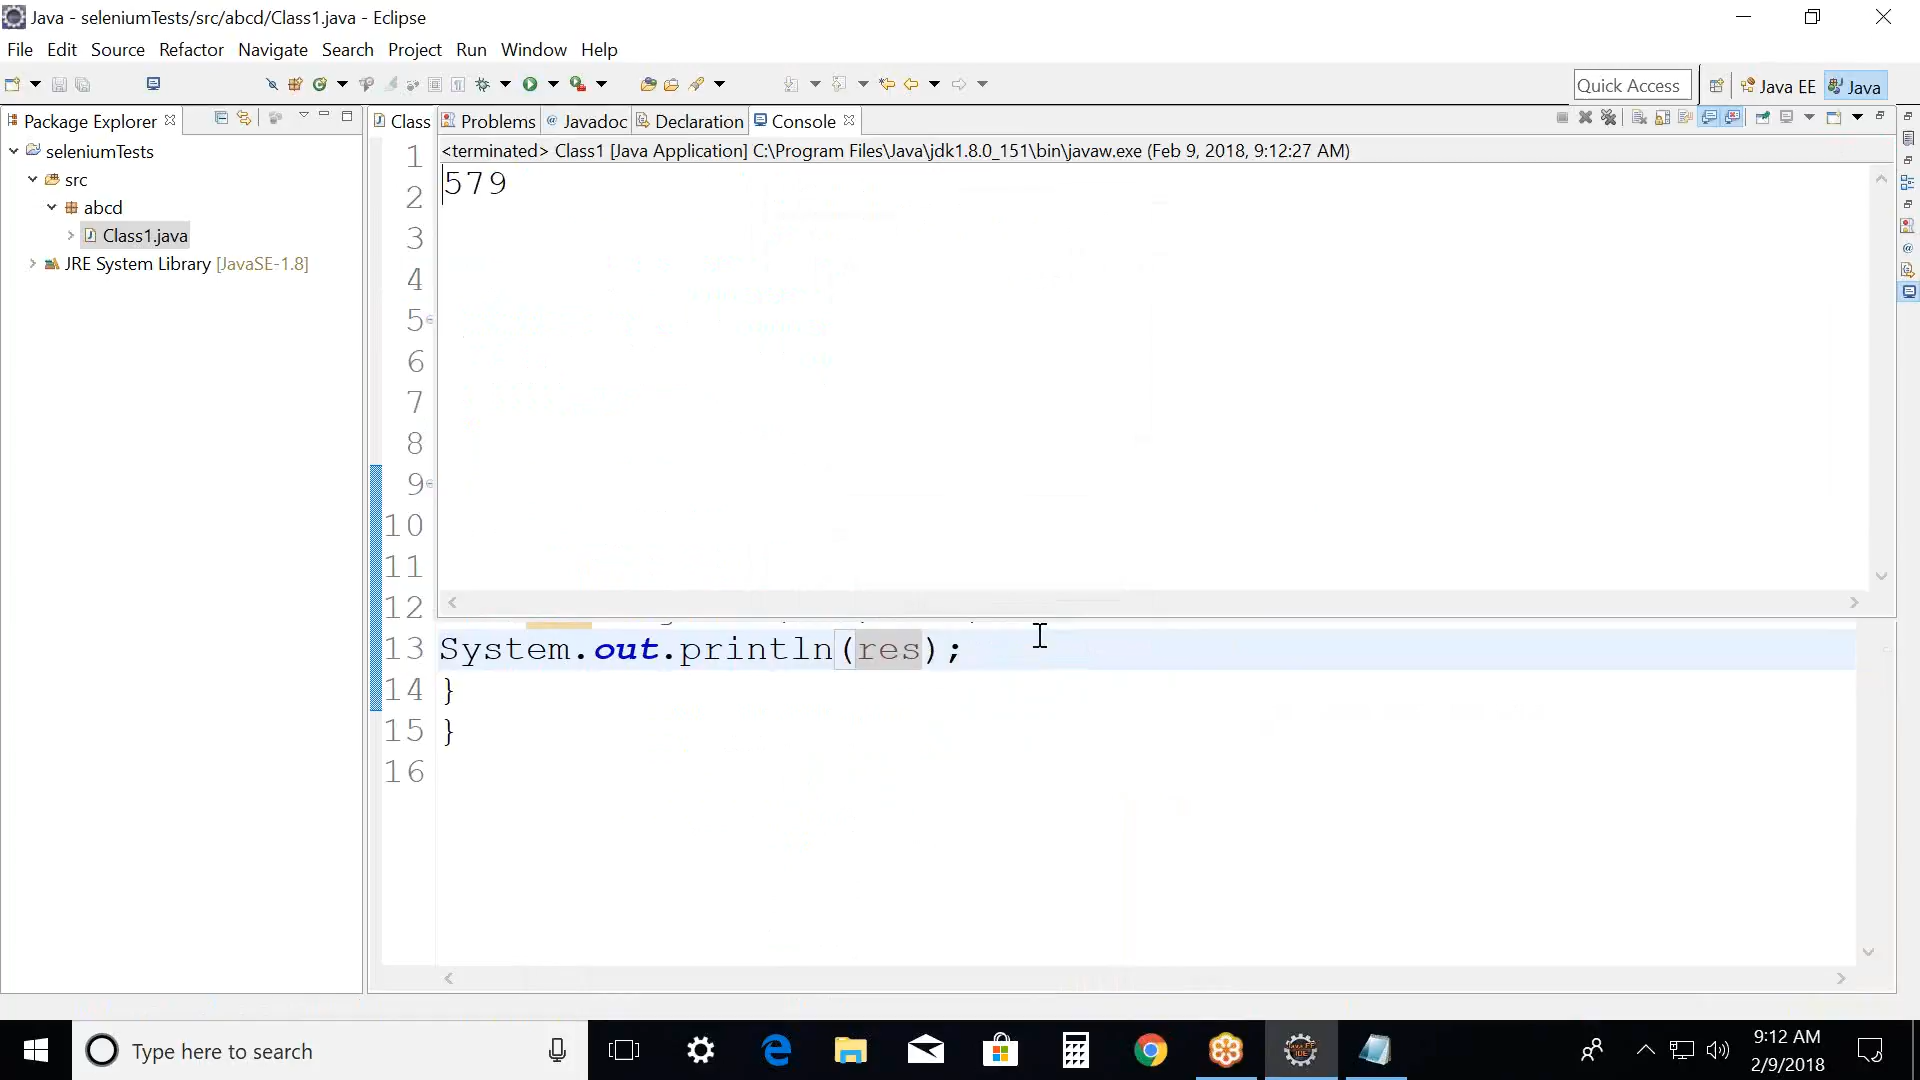 Java - seleniumTests/src/abcd/Class1.java - Eclipse
File Edit Source Refactor Navigate Search Project Run Window Help
Quick Access Java EE Java
Package Explorer Class Problems Javadoc Declaration Console
<terminated> Class1 [Java Application] C:\Program Files\Java\jdk1.8.0_151\bin\javaw.exe (Feb 9, 2018, 9:12:27 AM)
seleniumTests
src
abcd
Class1.java
JRE System Library [JavaSE-1.8]
1 579
2
3
4
5
6
7
8
9
10
11
12
13 System.out.println(res);
14 }
15 }
16
Type here to search
9:12 AM
2/9/2018